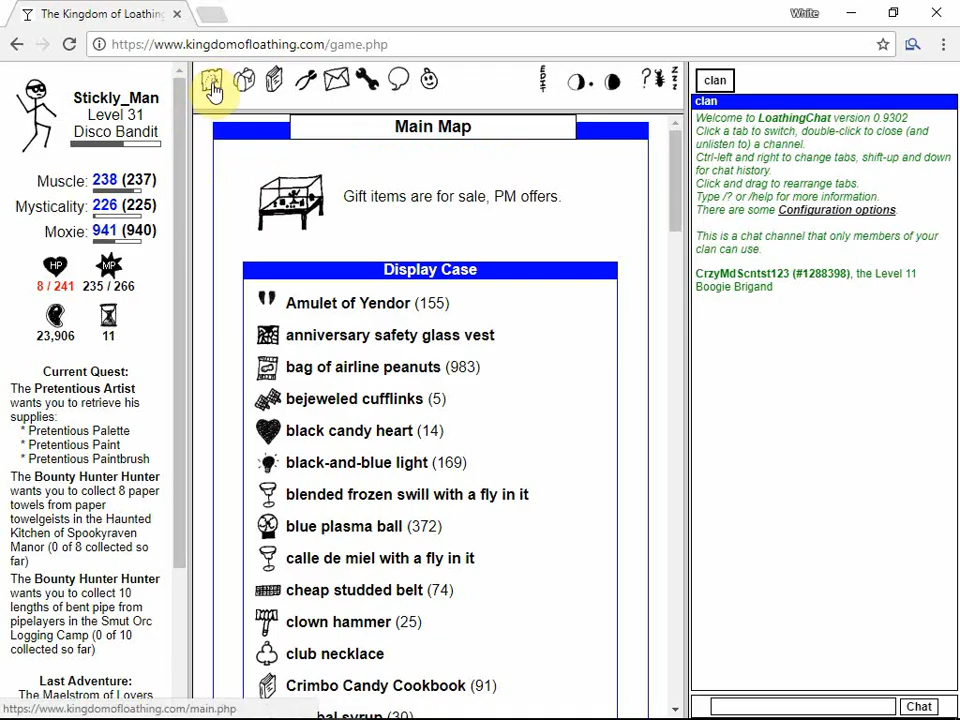 The Kingdom of Loathin
White
https://www.kingdomofloathing.com/game.php
EDIT
?
ZZZ
Stickly_Man
Level 31
Disco Bandit
Muscle: 238 (237)
Mysticality: 226 (225)
Moxie: 941 (940)
HP
MP
8 / 241
235 / 266
23,906
11
Current Quest:
The Pretentious Artist
wants you to retrieve his
supplies:
* Pretentious Palette
* Pretentious Paint
* Pretentious Paintbrush
The Bounty Hunter Hunter
wants you to collect 8 paper
towels from paper
towelgeists in the Haunted
Kitchen of Spookyraven
Manor (0 of 8 collected so
far)
The Bounty Hunter Hunter
wants you to collect 10
lengths of bent pipe from
pipelayers in the Smut Orc
Logging Camp (0 of 10
collected so far)
Last Adventure:
The Maelstrom of Lovers
https://www.kingdomofloathing.com/main.php
Main Map
Gift items are for sale, PM offers.
Display Case
Amulet of Yendor (155)
anniversary safety glass vest
bag of airline peanuts (983)
bejeweled cufflinks (5)
black candy heart (14)
black-and-blue light (169)
blended frozen swill with a fly in it
blue plasma ball (372)
calle de miel with a fly in it
cheap studded belt (74)
clown hammer (25)
club necklace
Crimbo Candy Cookbook (91)
clan
clan
Welcome to LoathingChat version 0.9302
Click a tab to switch, double-click to close (and
unlisten to) a channel.
Ctrl-left and right to change tabs, shift-up and down
for chat history.
Click and drag to rearrange tabs.
Type /? or /help for more information.
There are some Configuration options.
This is a chat channel that only members of your
clan can use.
CrzyMdScntst123 (#1288398), the Level 11
Boogie Brigand
Chat